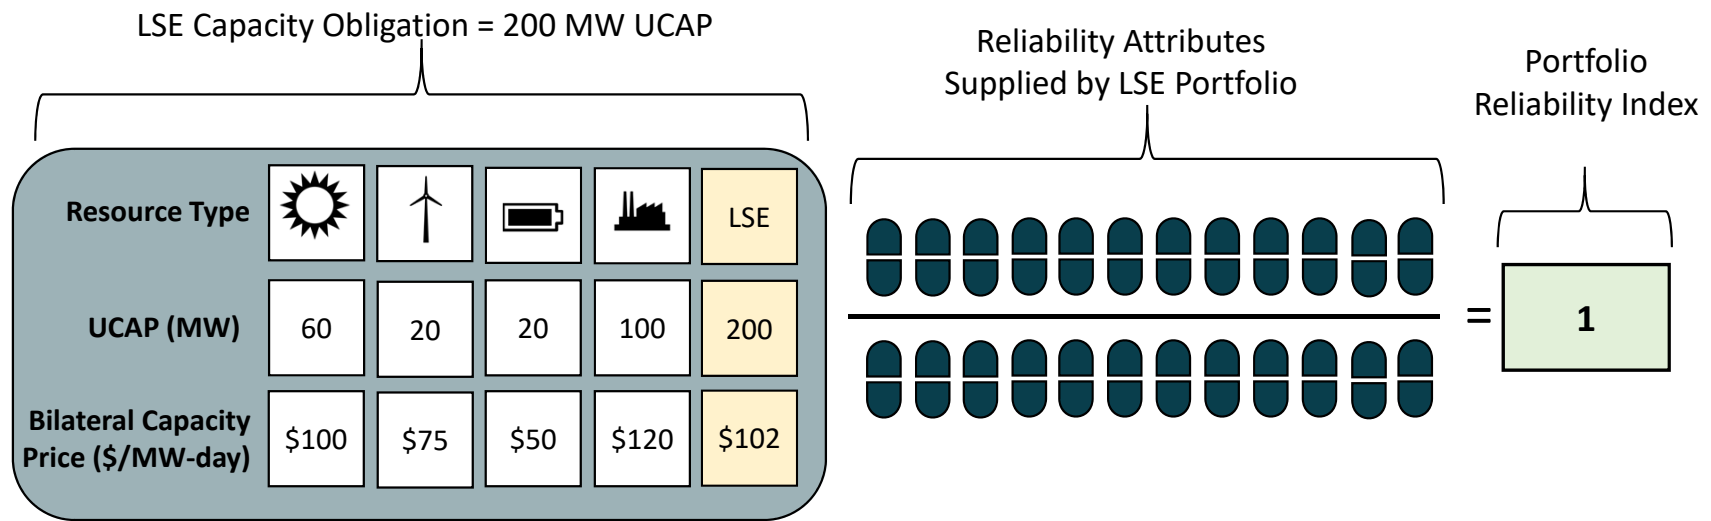 LSE Capacity Obligation = 200 MW UCAP
Reliability Attributes
Supplied by LSE Portfolio
Portfolio
Reliability Index
Resource Type
LSE
UCAP (MW)
60
20
20
100
200
Bilateral Capacity
Price ($/MW-day)
$100
$75
$50
$120
$102
=
1